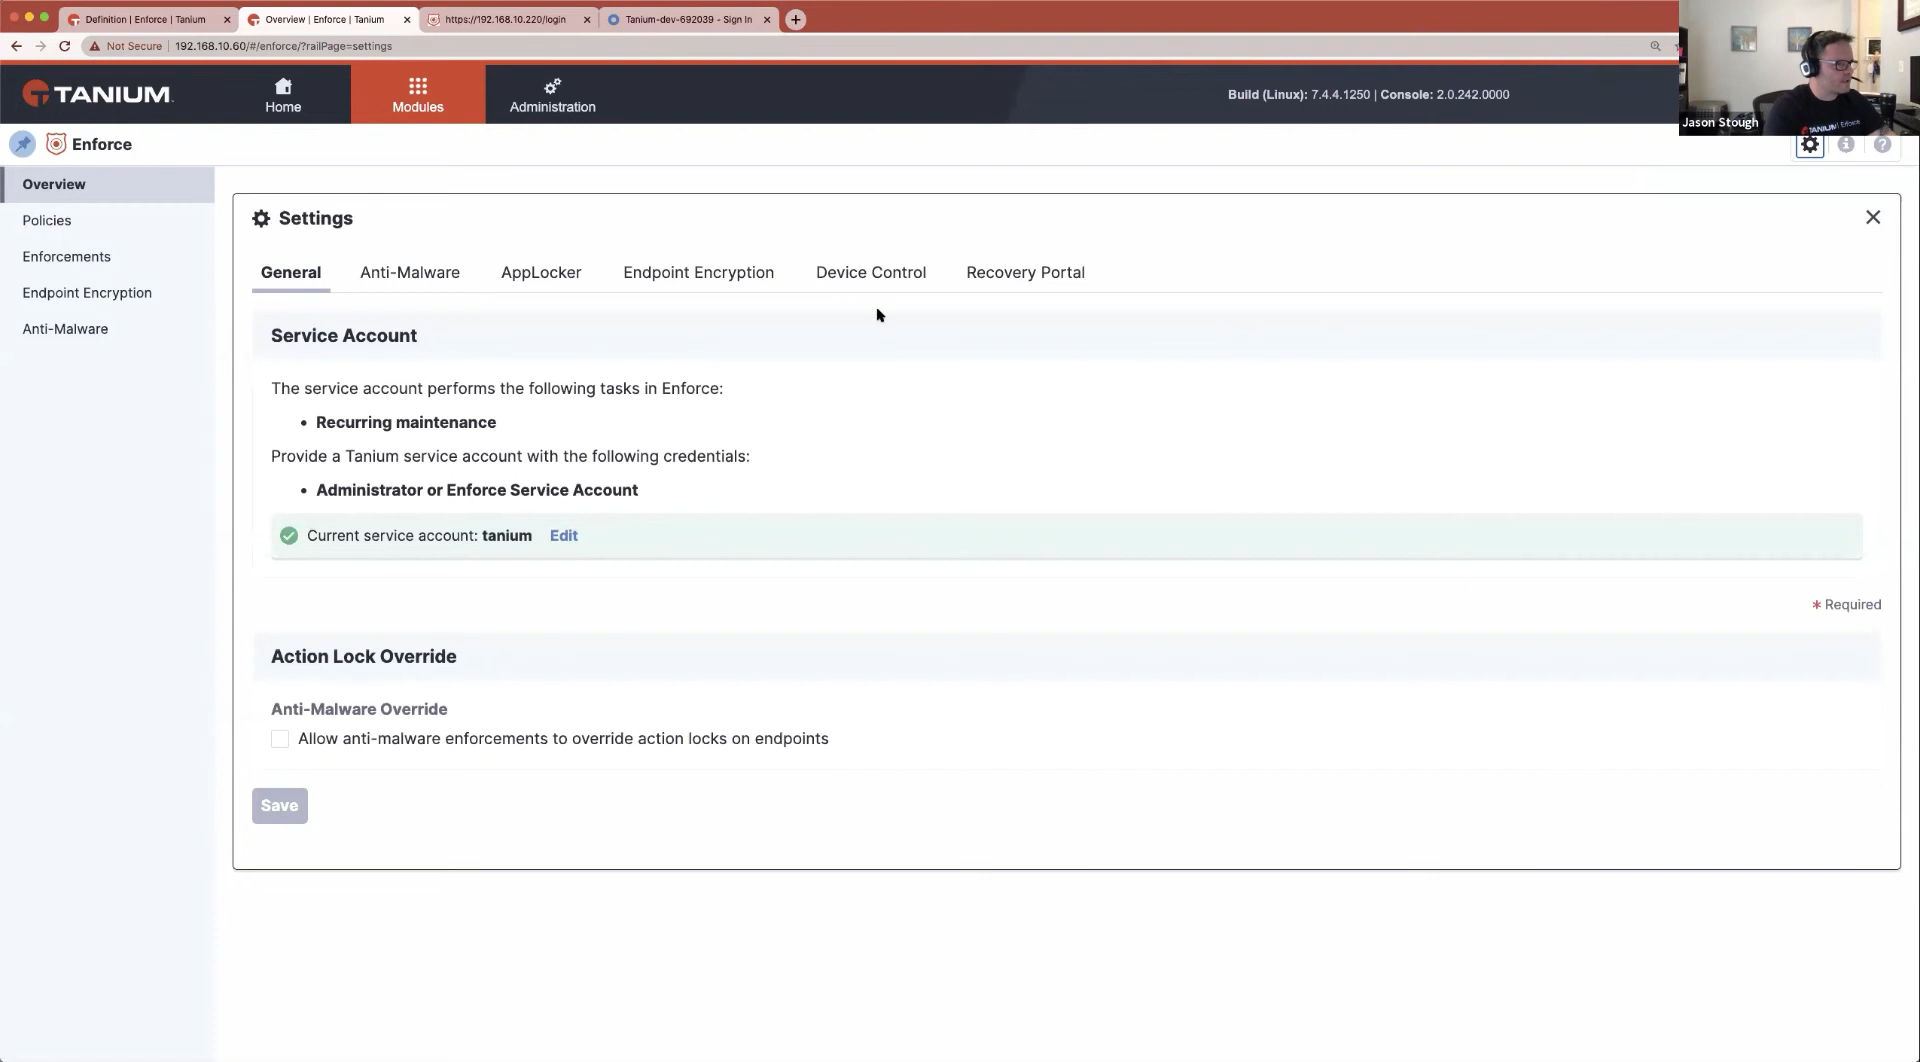 Definition | Enforce | Tanium
Overview | Enforce | Tanium
https://192.168.10.220/login
Tanium-dev-692039 - Sign In
Not Secure
192.168.10.60/#/enforce/?railPage=settings
TANIUM
Home
Modules
Administration
Build (Linux): 7.4.4.1250 | Console: 2.0.242.0000
Jason Stough
TANIUM | Enforce
Enforce
Overview
Policies
Enforcements
Endpoint Encryption
Anti-Malware
Settings
General
Anti-Malware
AppLocker
Endpoint Encryption
Device Control
Recovery Portal
Service Account
The service account performs the following tasks in Enforce:
• Recurring maintenance
Provide a Tanium service account with the following credentials:
• Administrator or Enforce Service Account
Current service account: tanium Edit
* Required
Action Lock Override
Anti-Malware Override
Allow anti-malware enforcements to override action locks on endpoints
Save